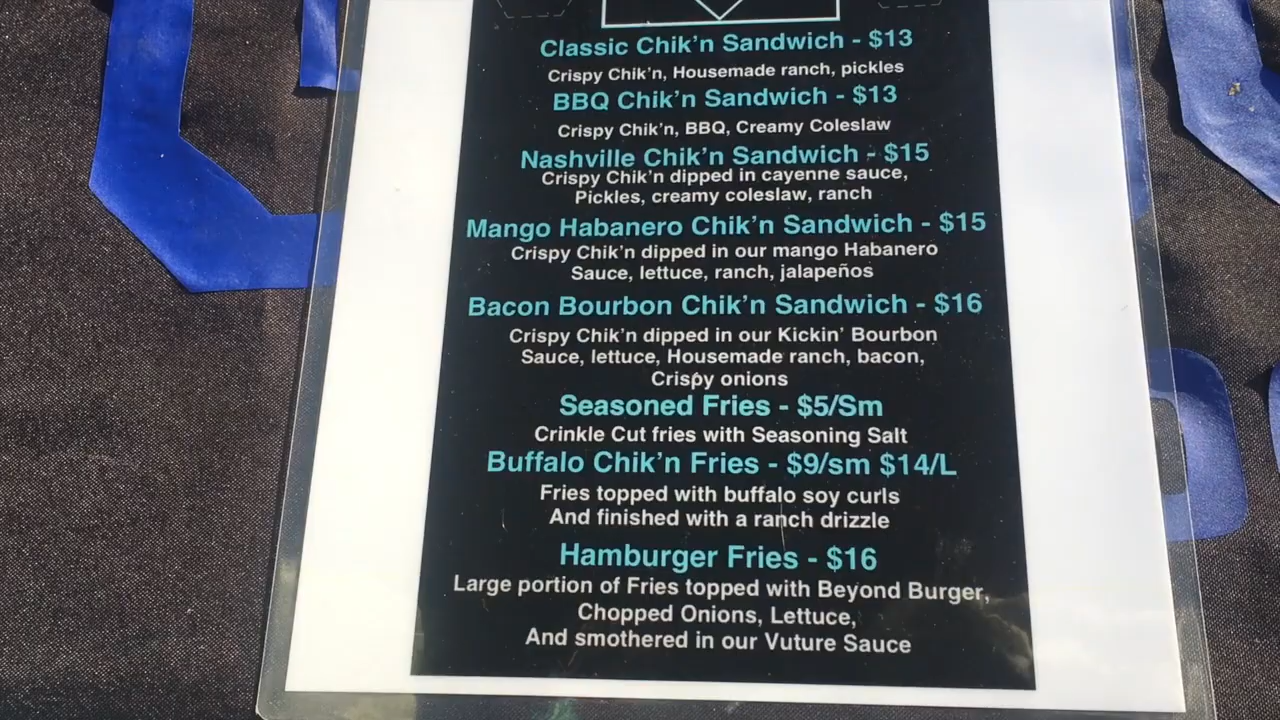 Classic Chik'n Sandwich - $13
Crispy Chik'n, Housemade ranch, pickles
BBQ Chik'n Sandwich - $13
Crispy Chik'n, BBQ, Creamy Coleslaw
Nashville Chik'n Sandwich - $15
Crispy Chik'n dipped in cayenne sauce,
Pickles, creamy coleslaw, ranch
Mango Habanero Chik'n Sandwich - $15
Crispy Chik'n dipped in our mango Habanero
Sauce, lettuce, ranch, jalapeños
Bacon Bourbon Chik'n Sandwich - $16
Crispy Chik'n dipped in our Kickin' Bourbon
Sauce, lettuce, Housemade ranch, bacon,
Crispy onions
Seasoned Fries - $5/Sm
Crinkle Cut fries with Seasoning Salt
Buffalo Chik'n Fries - $9/sm $14/L
Fries topped with buffalo soy curls
And finished with a ranch drizzle
Hamburger Fries - $16
Large portion of Fries topped with Beyond Burger,
Chopped Onions, Lettuce,
And smothered in our Vuture Sauce